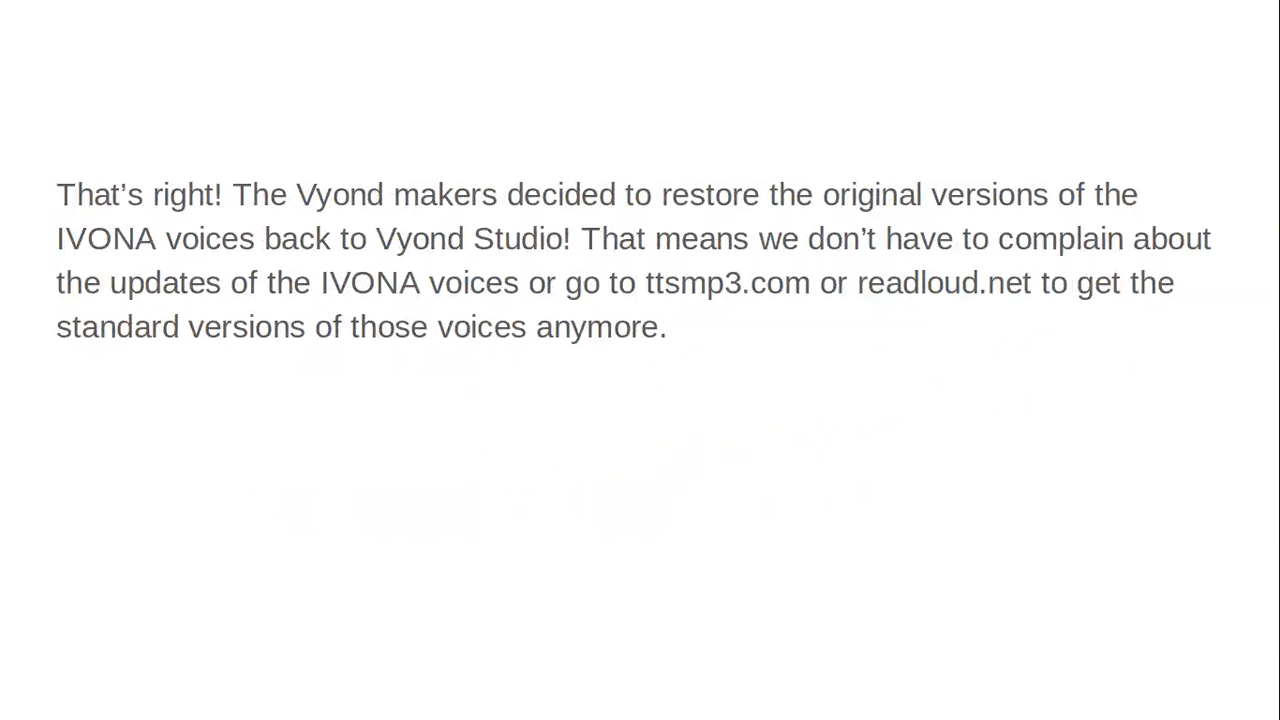 That’s right! The Vyond makers decided to restore the original versions of the
IVONA voices back to Vyond Studio! That means we don’t have to complain about
the updates of the IVONA voices or go to ttsmp3.com or readloud.net to get the
standard versions of those voices anymore.